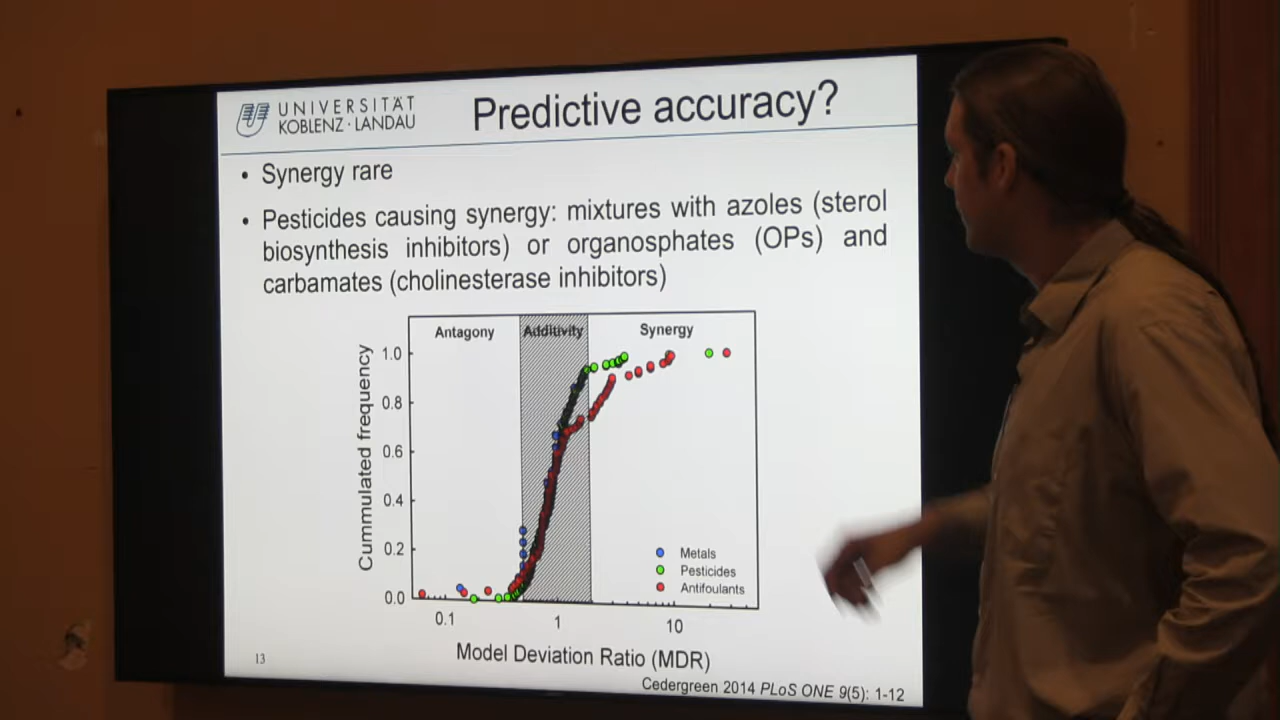 UNIVERSITÄT
KOBLENZ · LANDAU
Predictive accuracy?
• Synergy rare
• Pesticides causing synergy: mixtures with azoles (sterol
biosynthesis inhibitors) or organosphates (OPs) and
carbamates (cholinesterase inhibitors)
Antagony
Additivity
Synergy
Cummulated frequency
1.0
0.8
0.6
0.4
0.2
0.0
Metals
Pesticides
Antifoulants
0.1
1
10
Model Deviation Ratio (MDR)
13
Cedergreen 2014 PLoS ONE 9(5): 1-12